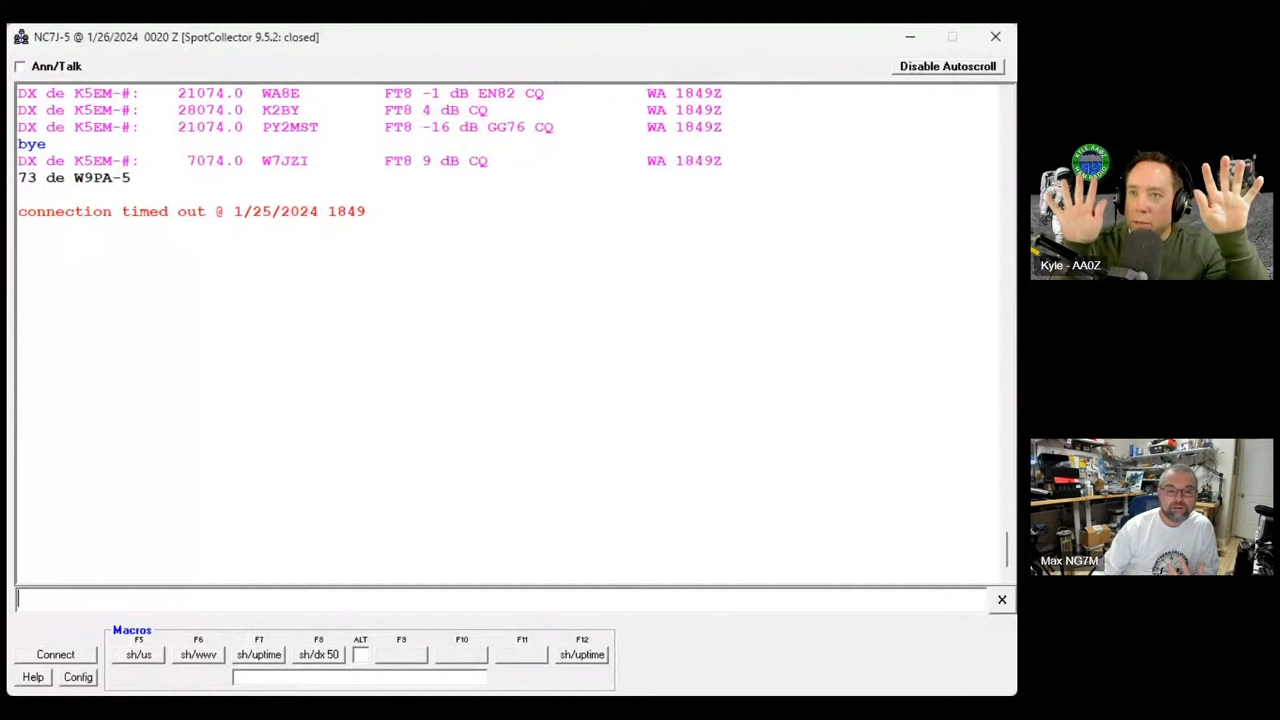 NC7J-5 @ 1/26/2024 0020 Z [SpotCollector 9.5.2: closed]
Ann/Talk
Disable Autoscroll
DX de K5EM-#: 21074.0 WA8E FT8 -1 dB EN82 CQ WA 1849Z
DX de K5EM-#: 28074.0 K2BY FT8 4 dB CQ WA 1849Z
DX de K5EM-#: 21074.0 PY2MST FT8 -16 dB GG76 CQ WA 1849Z
bye
DX de K5EM-#: 7074.0 W7JZI FT8 9 dB CQ WA 1849Z
73 de W9PA-5
connection timed out @ 1/25/2024 1849
Macros
F5 F6 F7 F8 ALT F9 F10 F11 F12
Connect sh/us sh/wwv sh/uptime sh/dx 50 sh/uptime
Help Config
KYLE AA0Z
HAM RADIO
Kyle - AA0Z
Max NG7M